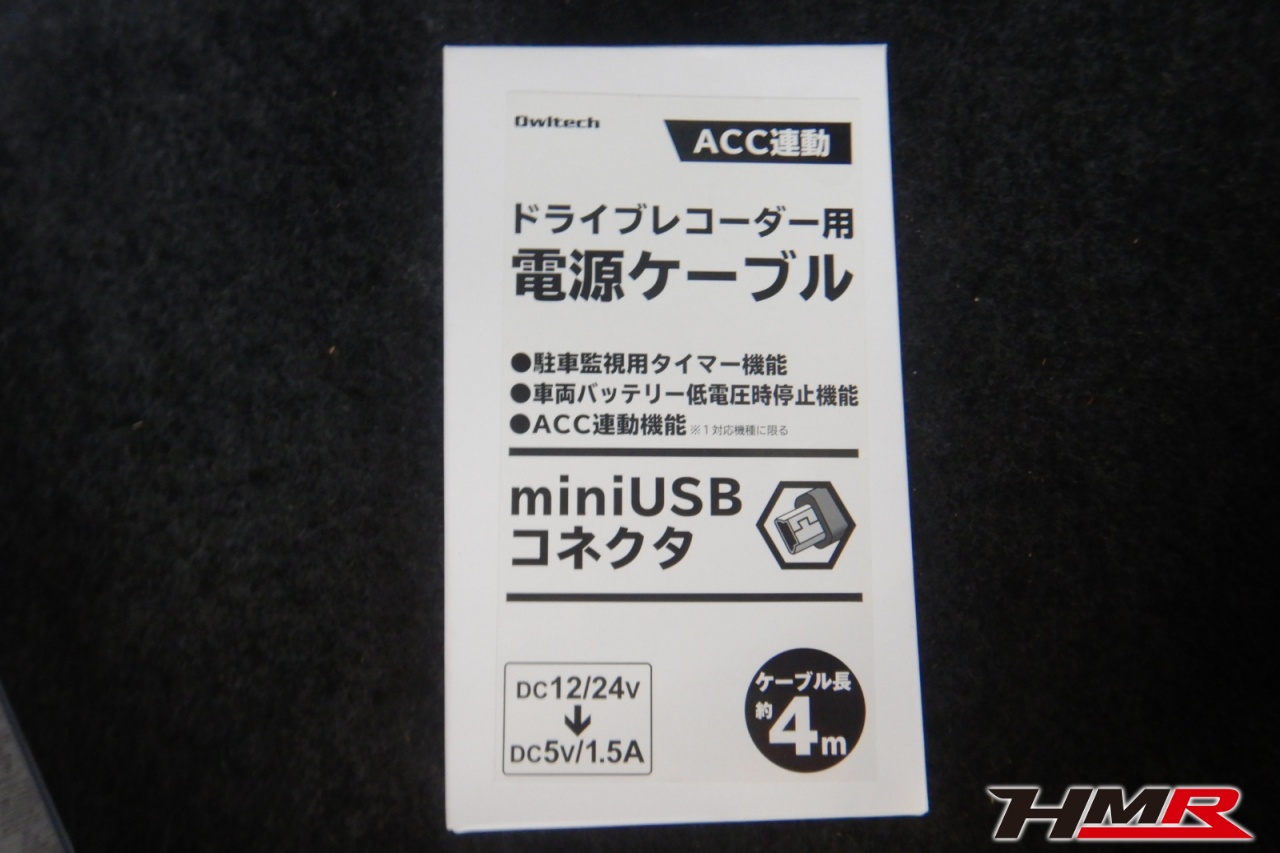 Owltech
ACC連動
ドライブレコーダー用
電源ケーブル
●駐車監視用タイマー機能
●車両バッテリー低電圧時停止機能
●ACC連動機能 ※1対応機種に限る
miniUSB
コネクタ
DC12/24V
DC5V/1.5A
ケーブル長
約4m
HMR